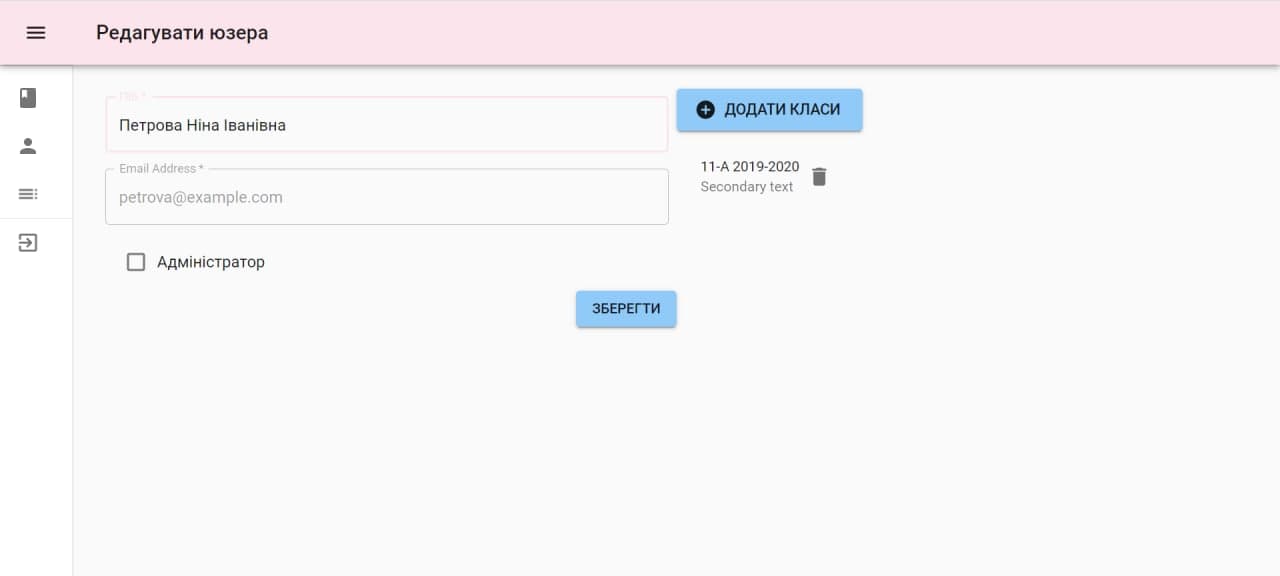 Редагувати юзера
ПІБ *
Петрова Ніна Іванівна
Email Address *
petrova@example.com
Адміністратор
ЗБЕРЕГТИ
ДОДАТИ КЛАСИ
11-А 2019-2020
Secondary text